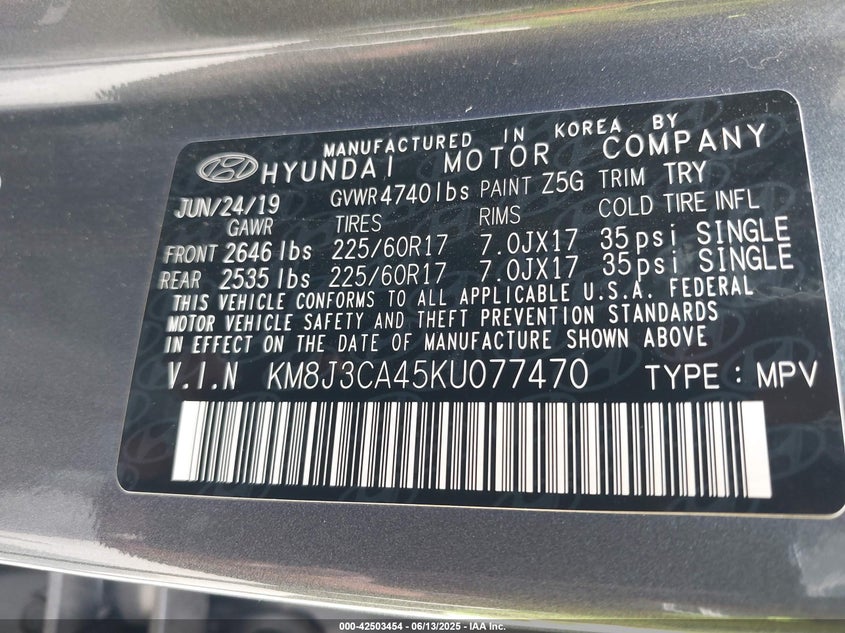 MANUFACTURED IN KOREA BY
HYUNDAI MOTOR COMPANY
JUN/24/19 GVWR 4740lbs PAINT Z5G TRIM TRY
GAWR TIRES RIMS COLD TIRE INFL
FRONT 2646 lbs 225/60R17 7.0JX17 35psi SINGLE
REAR 2535 lbs 225/60R17 7.0JX17 35psi SINGLE
THIS VEHICLE CONFORMS TO ALL APPLICABLE U.S.A. FEDERAL
MOTOR VEHICLE SAFETY AND THEFT PREVENTION STANDARDS
IN EFFECT ON THE DATE OF MANUFACTURE SHOWN ABOVE
V.I.N KM8J3CA45KU077470 TYPE : MPV
000-42503454 - 06/13/2025 - IAA Inc.